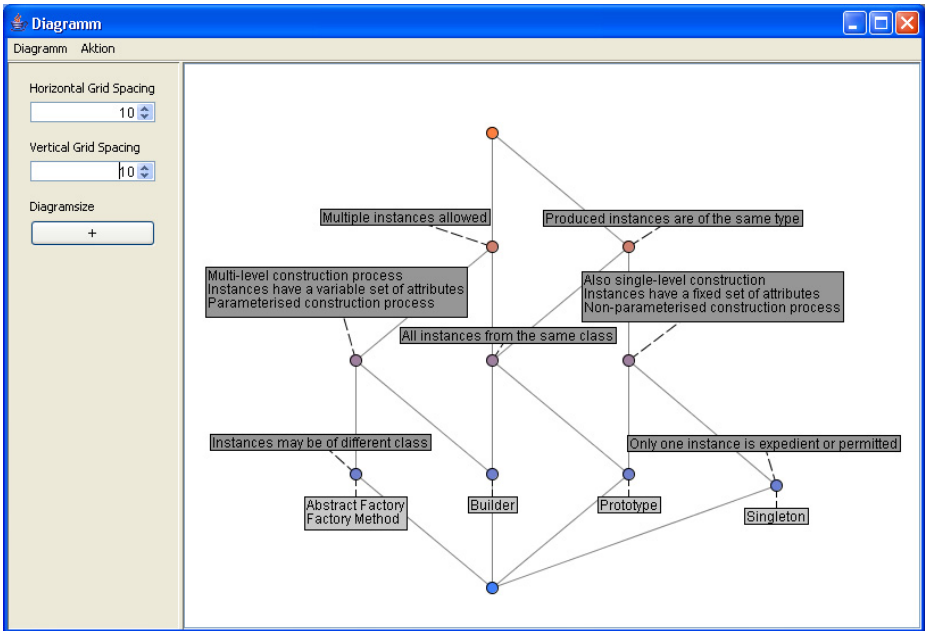 Diagramm
Diagramm Aktion
Horizontal Grid Spacing
10
Vertical Grid Spacing
10
Diagramsize
+
Multiple instances allowed
Produced instances are of the same type
Multi-level construction process
Instances have a variable set of attributes
Parameterised construction process
Also single-level construction
Instances have a fixed set of attributes
Non-parameterised construction process
All instances from the same class
Instances may be of different class
Only one instance is expedient or permitted
Abstract Factory
Factory Method
Builder
Prototype
Singleton